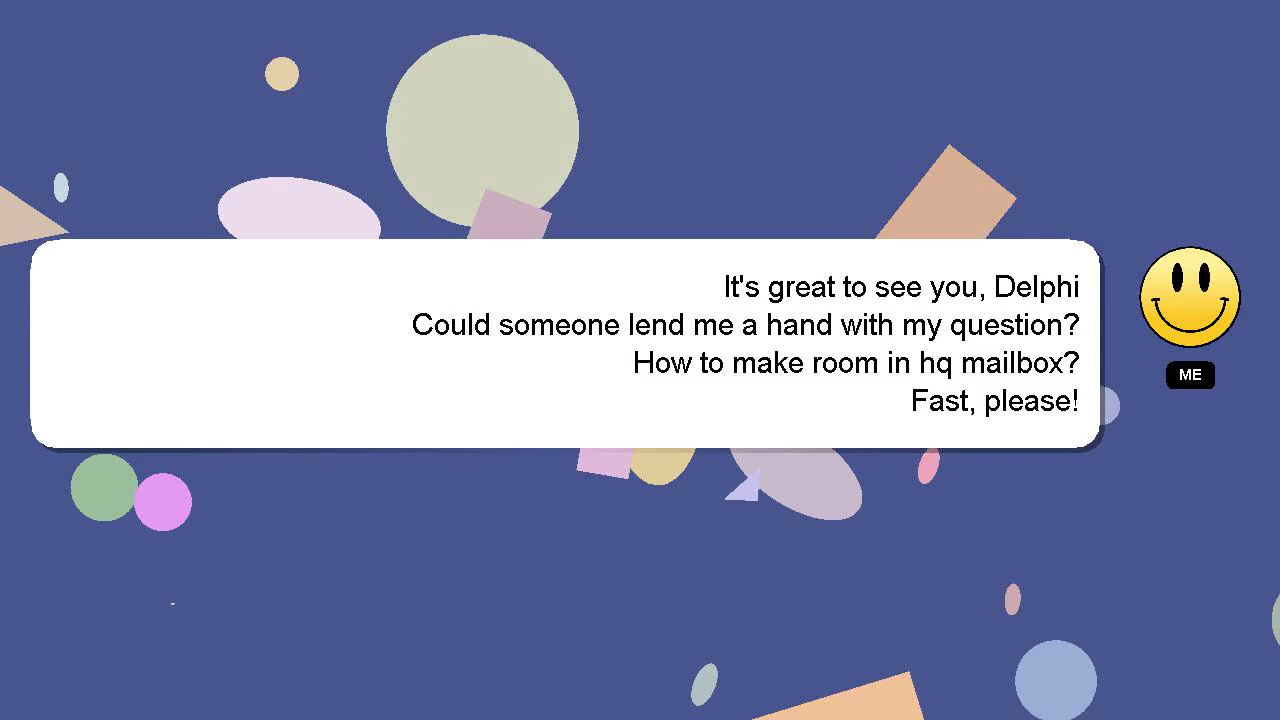 It's great to see you, Delphi
Could someone lend me a hand with my question?
How to make room in hq mailbox?
Fast, please!
ME